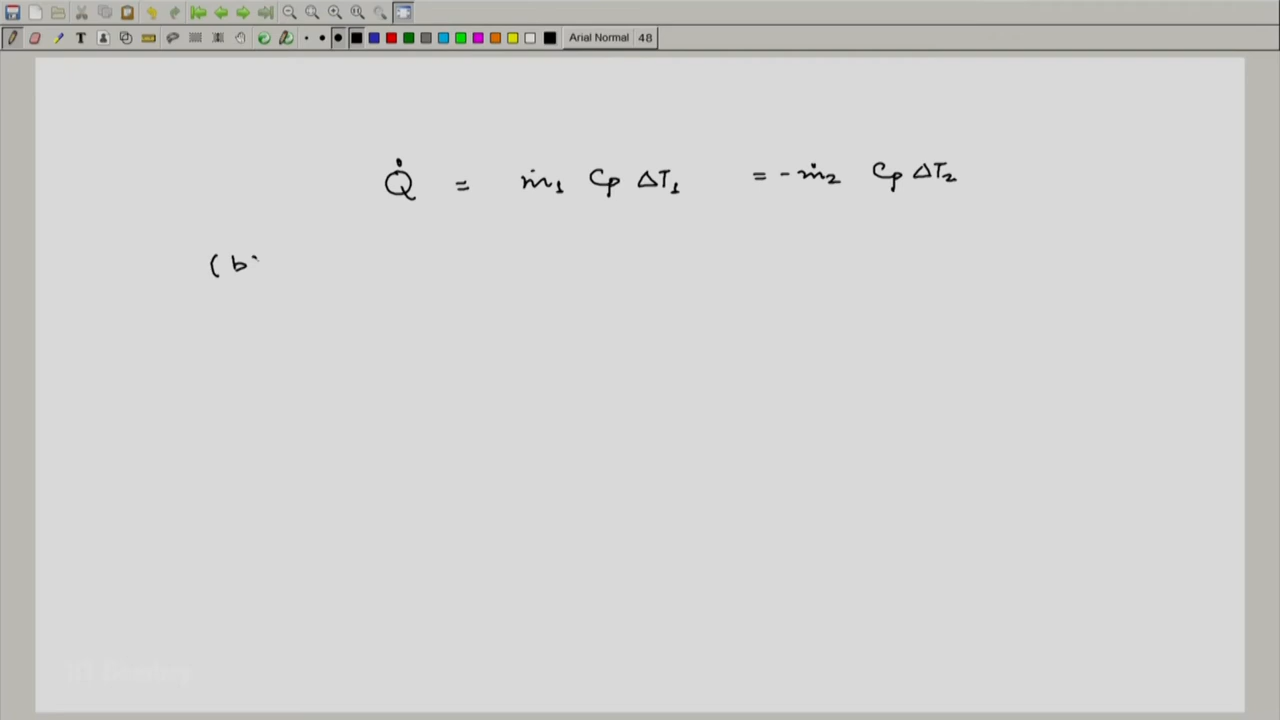 Arial Normal 48
Q̇ = ṁ₁ Cp ΔT₁ = - ṁ₂ Cp ΔT₂
(b